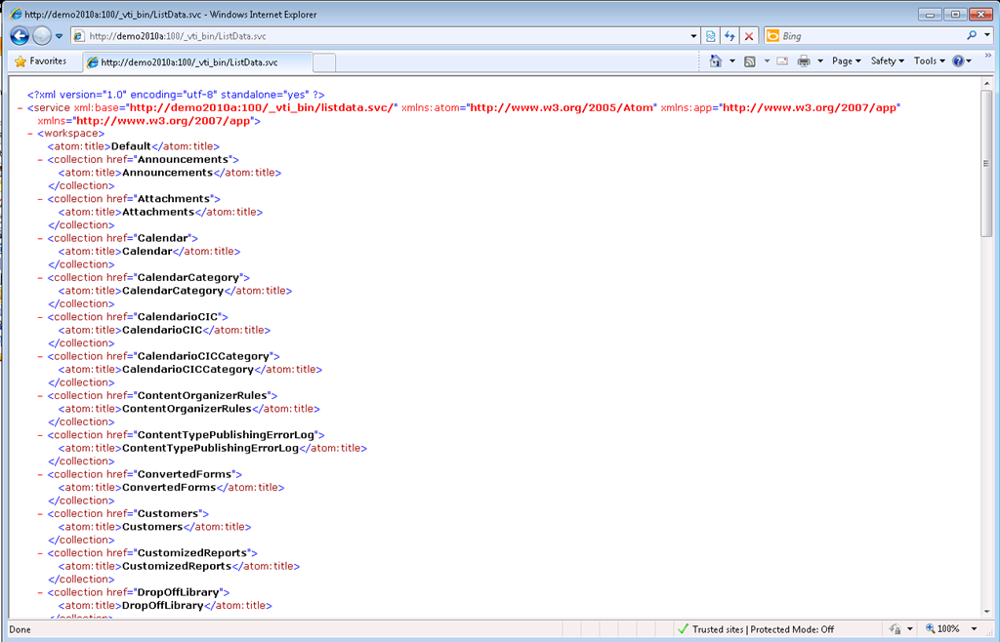 http://demo2010a:100/_vti_bin/ListData.svc - Windows Internet Explorer
http://demo2010a:100/_vti_bin/ListData.svc
Bing
Favorites
http://demo2010a:100/_vti_bin/ListData.svc
Page
Safety
Tools
<?xml version="1.0" encoding="utf-8" standalone="yes" ?>
- <service xml:base="http://demo2010a:100/_vti_bin/listdata.svc/" xmlns:atom="http://www.w3.org/2005/Atom" xmlns:app="http://www.w3.org/2007/app"
xmlns="http://www.w3.org/2007/app">
- <workspace>
<atom:title>Default</atom:title>
- <collection href="Announcements">
<atom:title>Announcements</atom:title>
</collection>
- <collection href="Attachments">
<atom:title>Attachments</atom:title>
</collection>
- <collection href="Calendar">
<atom:title>Calendar</atom:title>
</collection>
- <collection href="CalendarCategory">
<atom:title>CalendarCategory</atom:title>
</collection>
- <collection href="CalendarioCIC">
<atom:title>CalendarioCIC</atom:title>
</collection>
- <collection href="CalendarioCICCategory">
<atom:title>CalendarioCICCategory</atom:title>
</collection>
- <collection href="ContentOrganizerRules">
<atom:title>ContentOrganizerRules</atom:title>
</collection>
- <collection href="ContentTypePublishingErrorLog">
<atom:title>ContentTypePublishingErrorLog</atom:title>
</collection>
- <collection href="ConvertedForms">
<atom:title>ConvertedForms</atom:title>
</collection>
- <collection href="Customers">
<atom:title>Customers</atom:title>
</collection>
- <collection href="CustomizedReports">
<atom:title>CustomizedReports</atom:title>
</collection>
- <collection href="DropOffLibrary">
<atom:title>DropOffLibrary</atom:title>
</collection>
Done
Trusted sites | Protected Mode: Off
100%